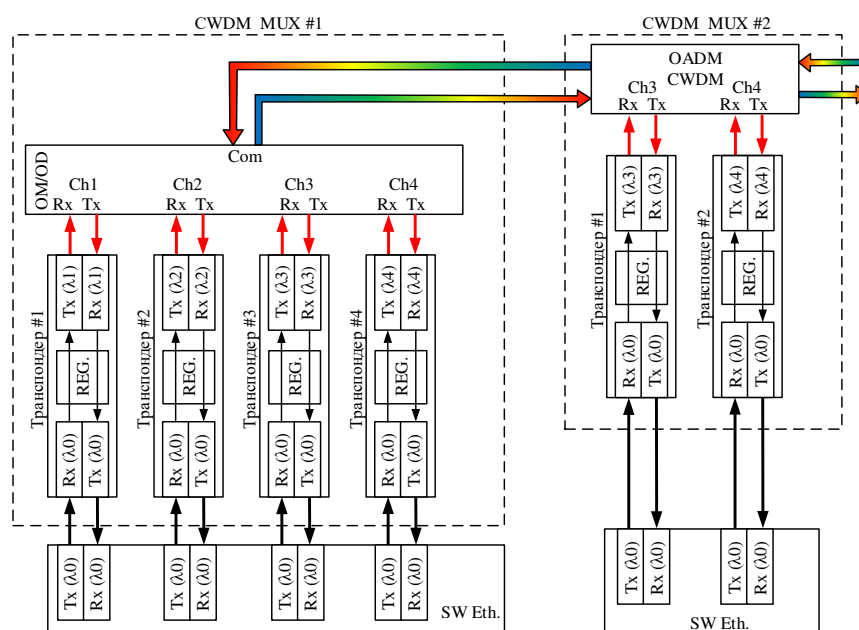 CWDM MUX #1
CWDM MUX #2
OADM
CWDM
Ch3
Ch4
Rx Tx
Rx Tx
Com
OM/OD
Ch1
Ch2
Ch3
Ch4
Rx Tx
Rx Tx
Rx Tx
Rx Tx
Транспондер #1
Tx (λ1)
Rx (λ1)
REG.
Rx (λ0)
Tx (λ0)
Транспондер #2
Tx (λ2)
Rx (λ2)
REG.
Rx (λ0)
Tx (λ0)
Транспондер #3
Tx (λ3)
Rx (λ3)
REG.
Rx (λ0)
Tx (λ0)
Транспондер #4
Tx (λ4)
Rx (λ4)
REG.
Rx (λ0)
Tx (λ0)
Транспондер #1
Tx (λ3)
Rx (λ3)
REG.
Rx (λ0)
Tx (λ0)
Транспондер #2
Tx (λ4)
Rx (λ4)
REG.
Rx (λ0)
Tx (λ0)
Tx (λ0)
Rx (λ0)
Tx (λ0)
Rx (λ0)
Tx (λ0)
Rx (λ0)
Tx (λ0)
Rx (λ0)
SW Eth.
Tx (λ0)
Rx (λ0)
Tx (λ0)
Rx (λ0)
SW Eth.